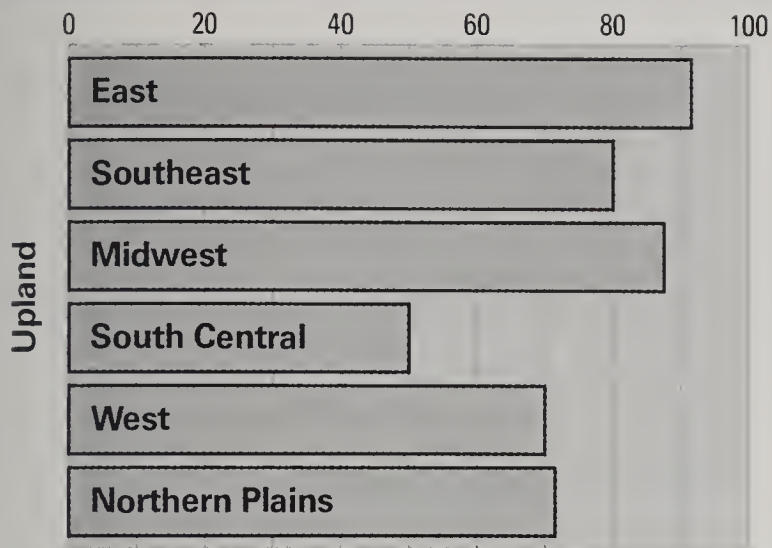 0 20 40 60 80 100
East
Southeast
Midwest
South Central
West
Northern Plains
Upland